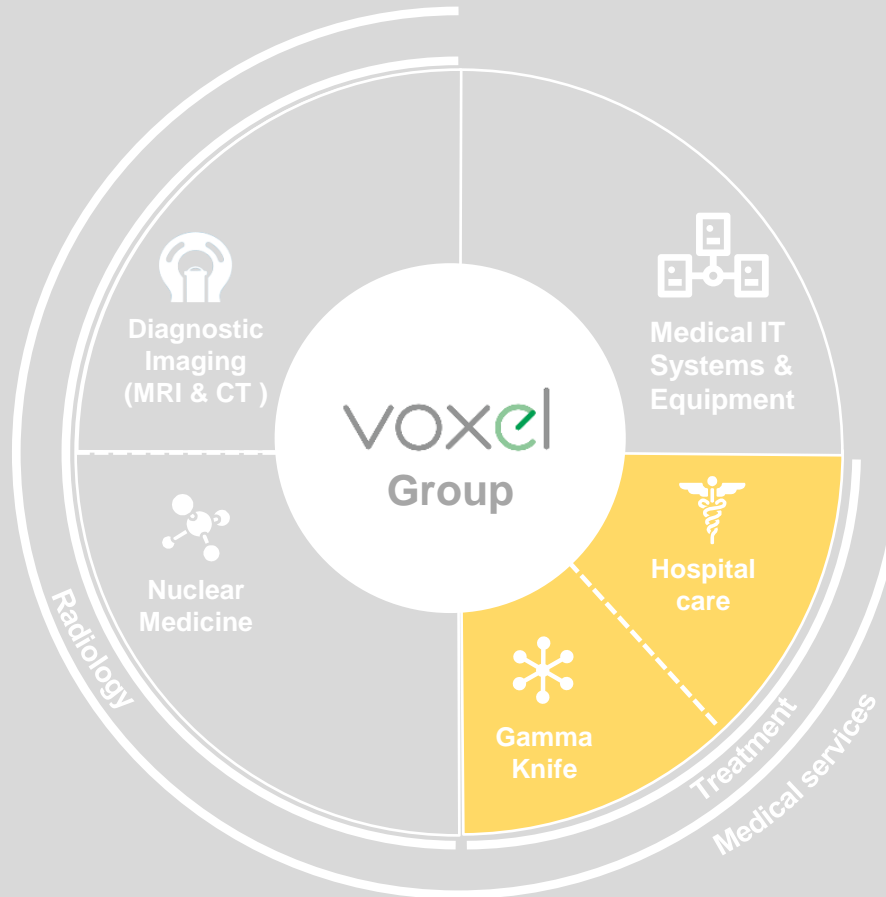 Diagnostic
Imaging
(MRI & CT )
Medical IT
Systems &
Equipment
voxel
Group
Nuclear
Medicine
Hospital
care
Gamma
Knife
Radiology
Treatment
Medical services